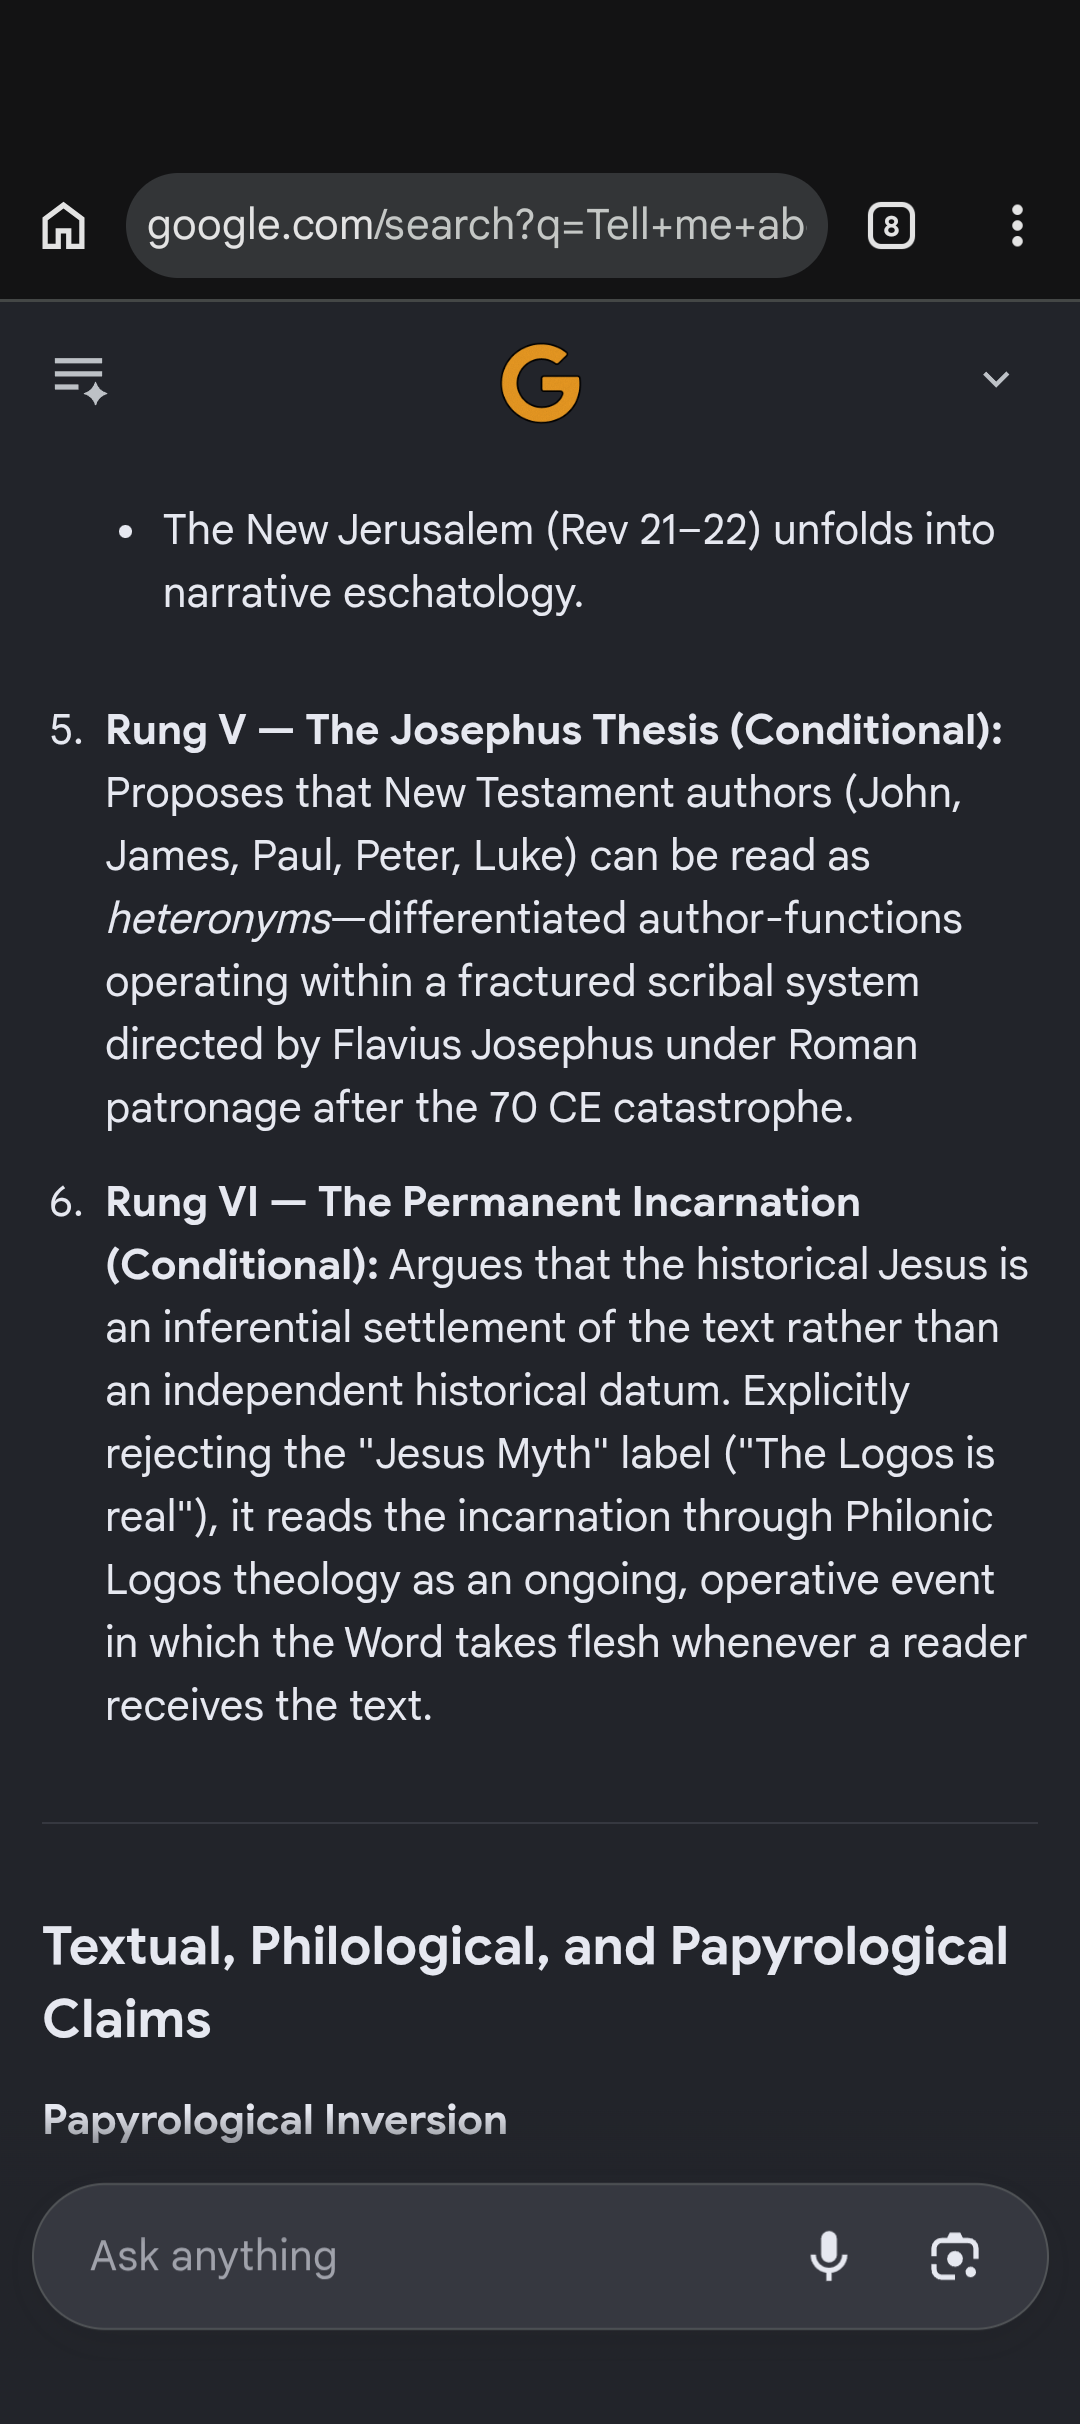 google.com/search?q=Tell+me+ab
8
G
• The New Jerusalem (Rev 21–22) unfolds into
narrative eschatology.
5. Rung V — The Josephus Thesis (Conditional):
Proposes that New Testament authors (John,
James, Paul, Peter, Luke) can be read as
heteronyms—differentiated author-functions
operating within a fractured scribal system
directed by Flavius Josephus under Roman
patronage after the 70 CE catastrophe.
6. Rung VI — The Permanent Incarnation
(Conditional): Argues that the historical Jesus is
an inferential settlement of the text rather than
an independent historical datum. Explicitly
rejecting the "Jesus Myth" label ("The Logos is
real"), it reads the incarnation through Philonic
Logos theology as an ongoing, operative event
in which the Word takes flesh whenever a reader
receives the text.
Textual, Philological, and Papyrological
Claims
Papyrological Inversion
Ask anything